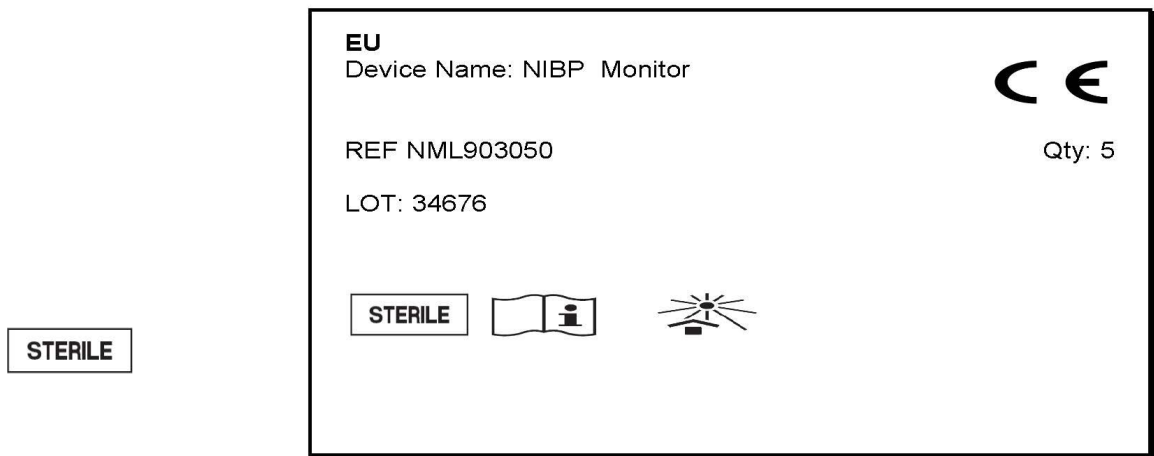 EU
Device Name: NIBP Monitor
CE
REF NML903050
Qty: 5
LOT: 34676
STERILE
i
STERILE